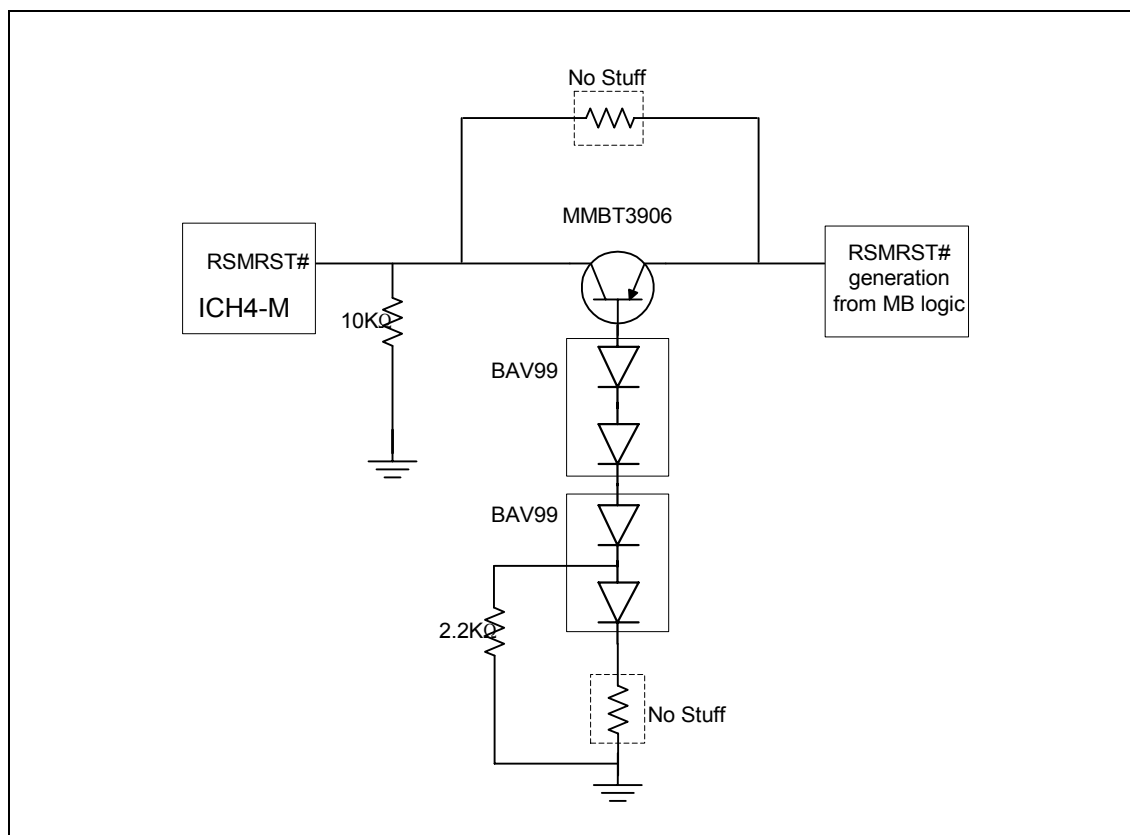 No Stuff
MMBT3906
RSMRST#
ICH4-M
RSMRST#
generation
from MB logic
10KΩ
BAV99
BAV99
2.2KΩ
No Stuff